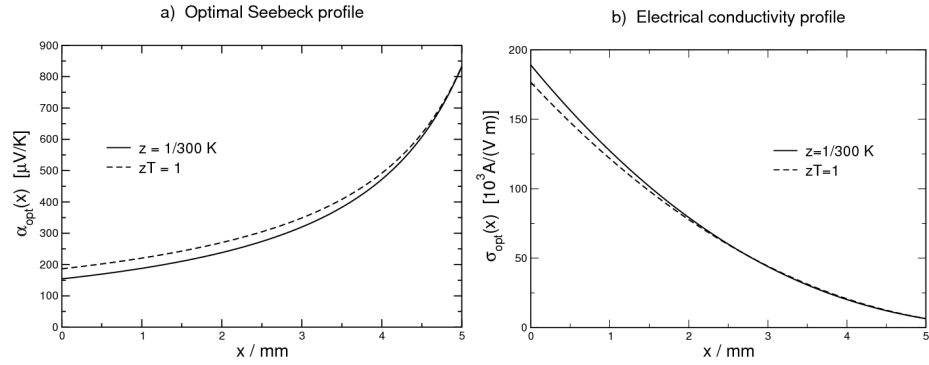 a) Optimal Seebeck profile
900
800
700
600
500
400
300
200
100
0
α_opt(x) [μV/K]
z = 1/300 K
zT = 1
0 1 2 3 4 5
x / mm
b) Electrical conductivity profile
200
150
100
50
0
σ_opt(x) [10^3 A/(V m)]
z=1/300 K
zT=1
0 1 2 3 4 5
x / mm